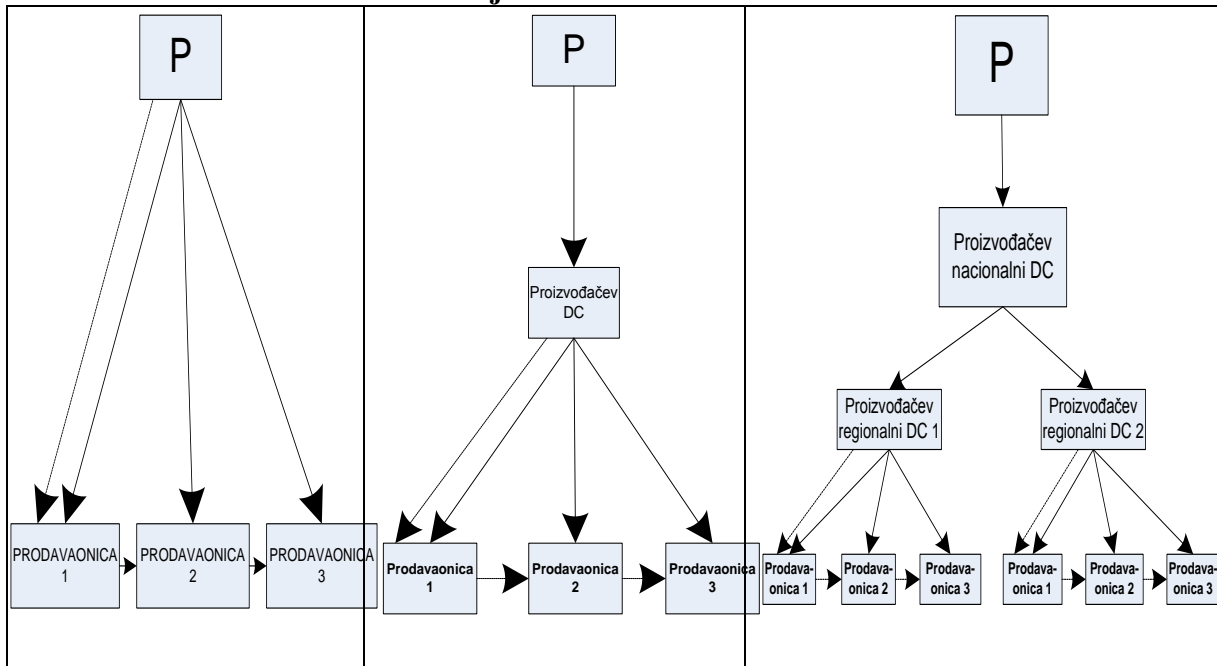 P
PRODAVAONICA
1
PRODAVAONICA
2
PRODAVAONICA
3
P
Proizvođačev
DC
Prodavaonica
1
Prodavaonica
2
Prodavaonica
3
P
Proizvođačev
nacionalni DC
Proizvođačev
regionalni DC 1
Proizvođačev
regionalni DC 2
Prodava-
onica 1
Prodava-
onica 2
Prodava-
onica 3
Prodava-
onica 1
Prodava-
onica 2
Prodava-
onica 3